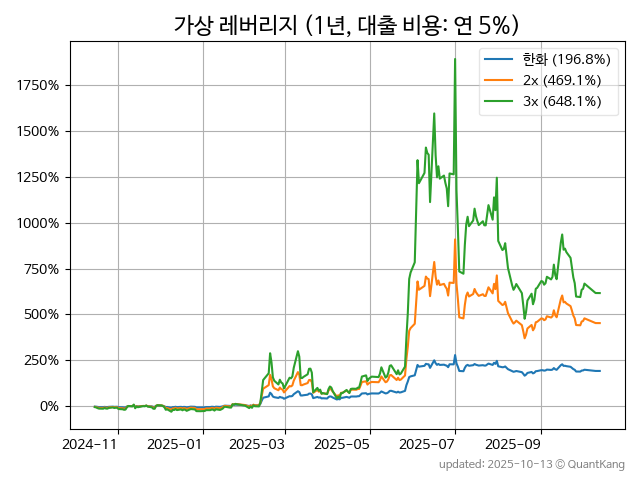 가상 레버리지 (1년, 대출 비용: 연 5%)
한화 (196.8%)
2x (469.1%)
3x (648.1%)
1750%
1500%
1250%
1000%
750%
500%
250%
0%
2024-11 2025-01 2025-03 2025-05 2025-07 2025-09
updated: 2025-10-13 © QuantKang